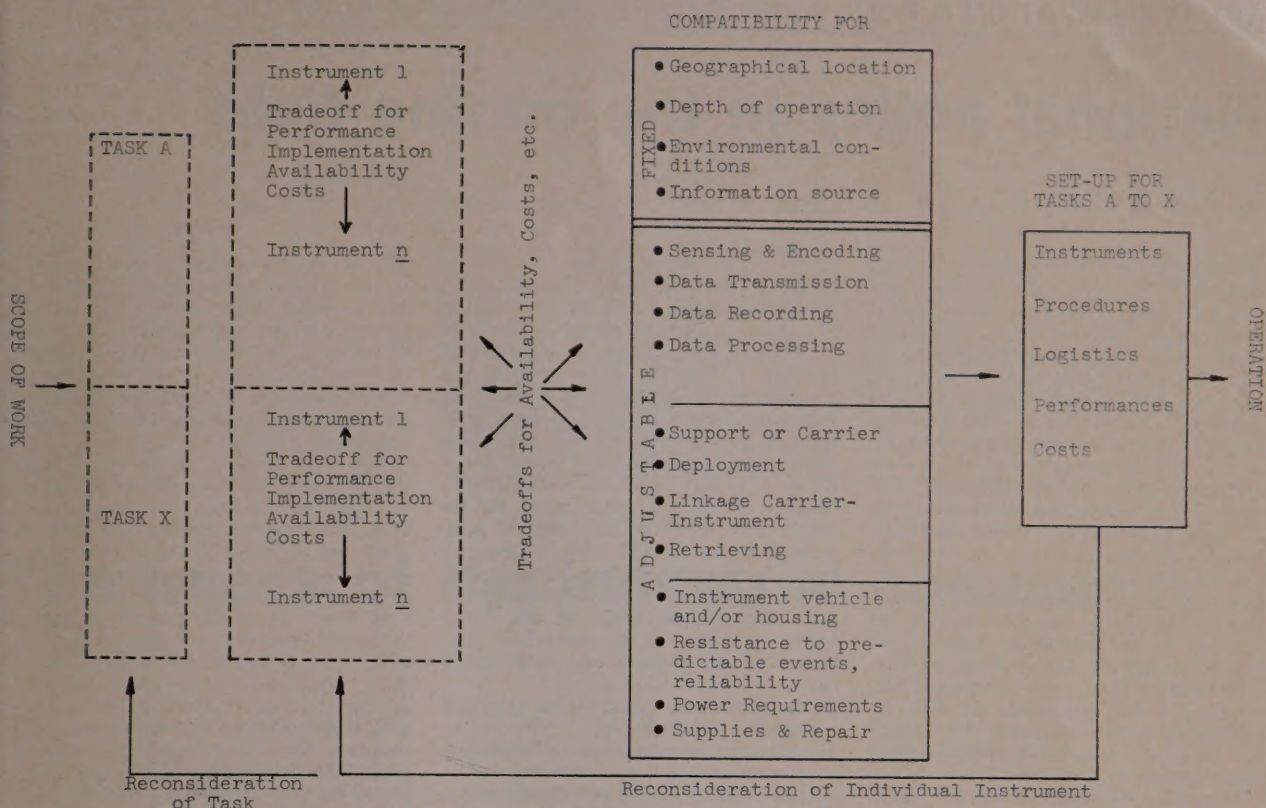 SCOPE OF WORK
TASK A
TASK X
Instrument 1
Tradeoff for
Performance
Implementation
Availability
Costs
Instrument n
Instrument 1
Tradeoff for
Performance
Implementation
Availability
Costs
Instrument n
Tradeoffs for Availability, Costs, etc.
COMPATIBILITY FOR
FIXED
• Geographical location
• Depth of operation
• Environmental con-
ditions
• Information source
ADJUSTABLE
• Sensing & Encoding
• Data Transmission
• Data Recording
• Data Processing
• Support or Carrier
• Deployment
• Linkage Carrier-
Instrument
• Retrieving
• Instrument vehicle
and/or housing
• Resistance to pre-
dictable events,
reliability
• Power Requirements
• Supplies & Repair
SET-UP FOR
TASKS A TO X
Instruments
Procedures
Logistics
Performances
Costs
OPERATION
Reconsideration
of Task
Reconsideration of Individual Instrument